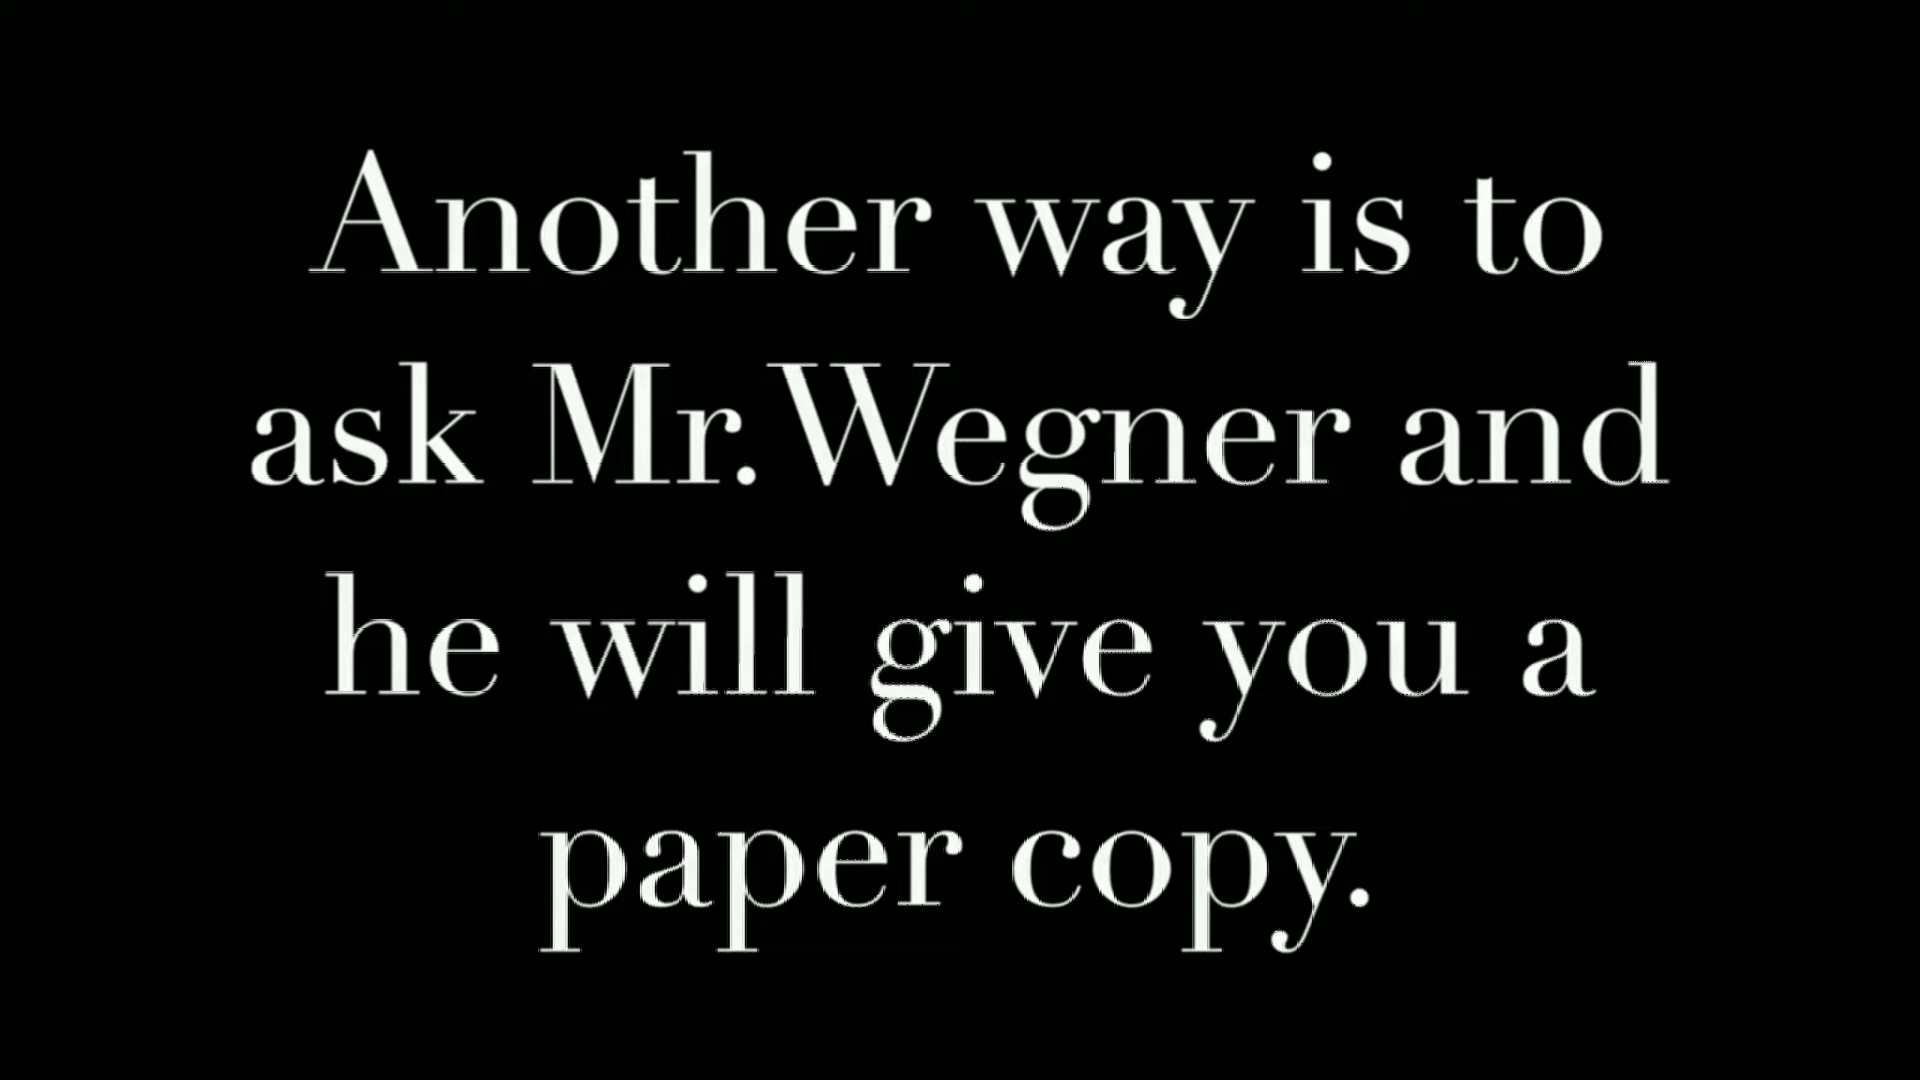 Another way is to
ask Mr. Wegner and
he will give you a
paper copy.